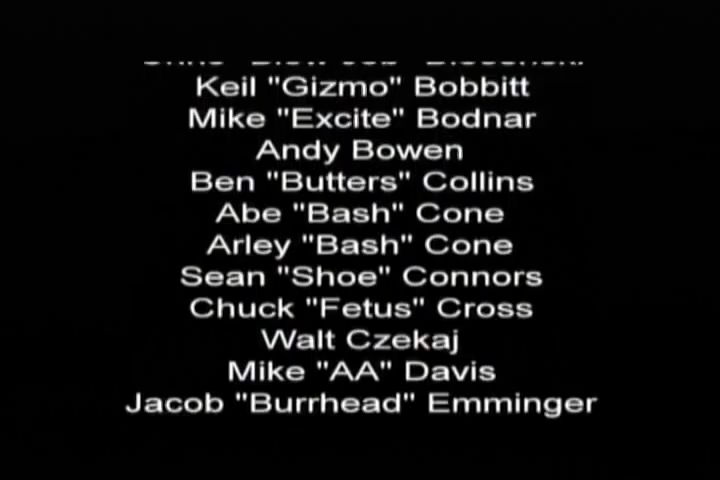 Keil "Gizmo" Bobbitt
Mike "Excite" Bodnar
Andy Bowen
Ben "Butters" Collins
Abe "Bash" Cone
Arley "Bash" Cone
Sean "Shoe" Connors
Chuck "Fetus" Cross
Walt Czekaj
Mike "AA" Davis
Jacob "Burrhead" Emminger